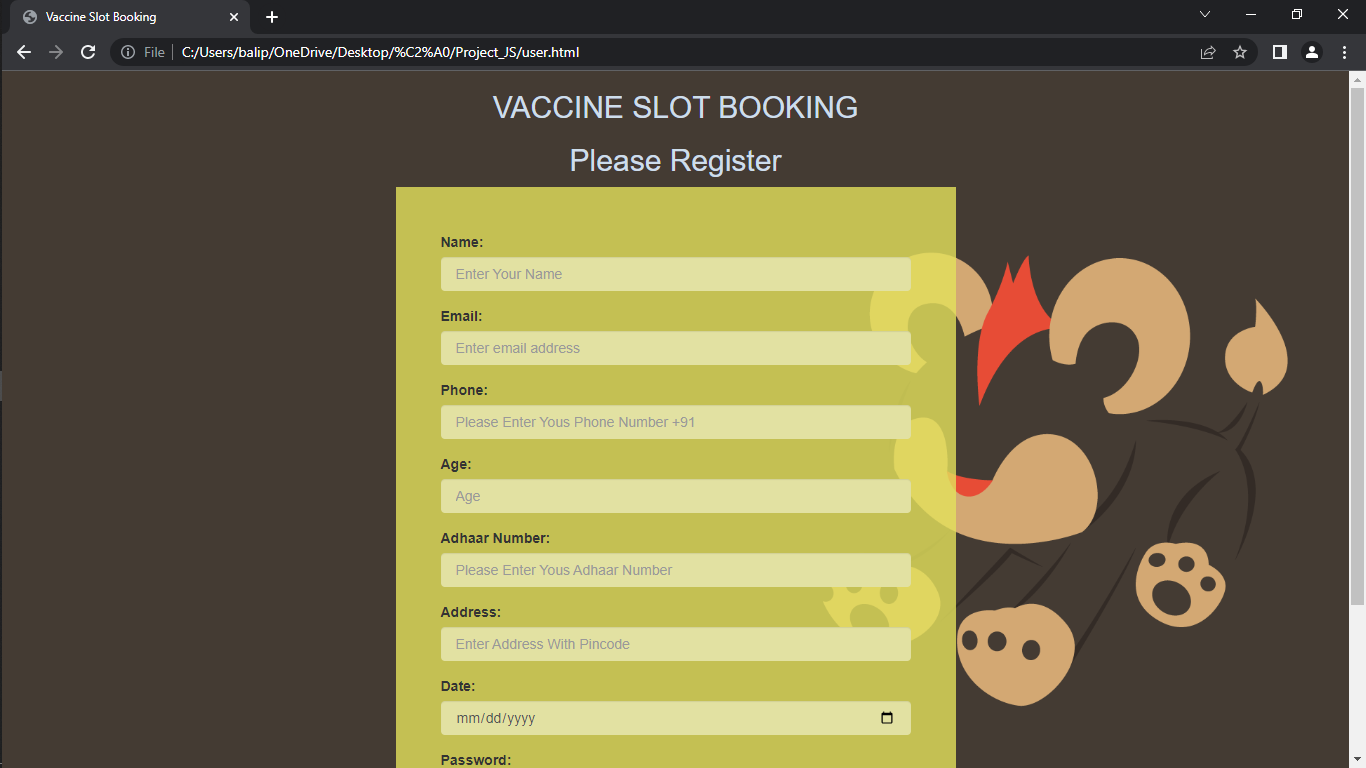 Vaccine Slot Booking
File C:/Users/balip/OneDrive/Desktop/%C2%A0/Project_JS/user.html
VACCINE SLOT BOOKING
Please Register
Name:
Enter Your Name
Email:
Enter email address
Phone:
Please Enter Yous Phone Number +91
Age:
Age
Adhaar Number:
Please Enter Yous Adhaar Number
Address:
Enter Address With Pincode
Date:
mm/dd/yyyy
Password: